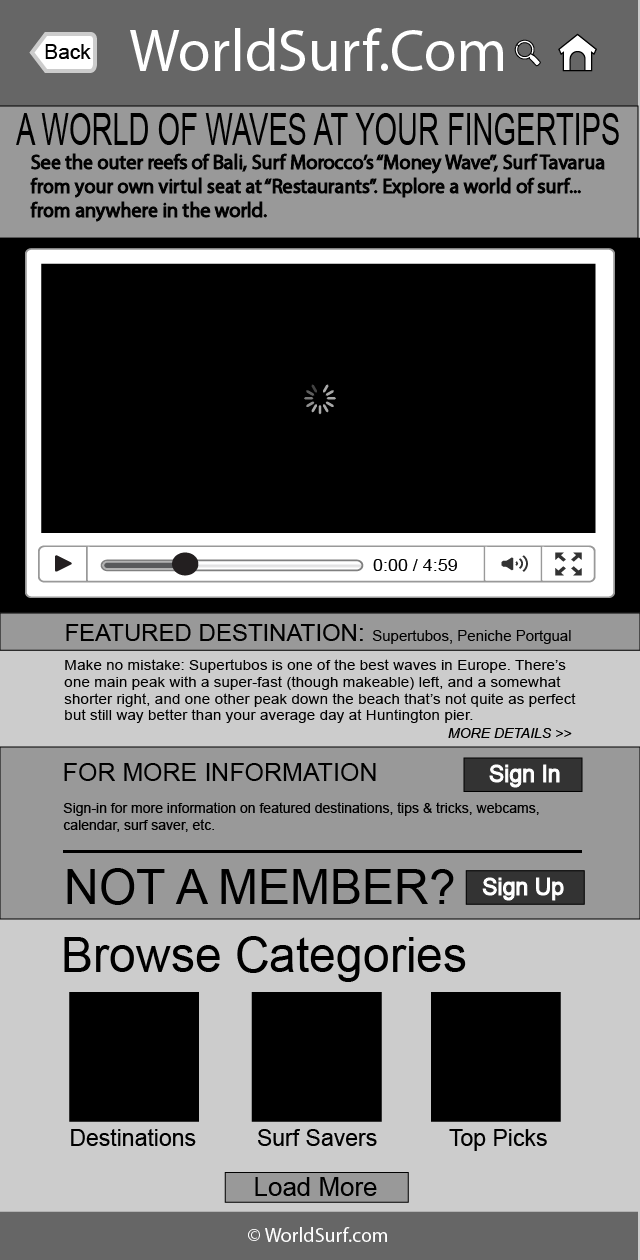 Back
WorldSurf.Com
A WORLD OF WAVES AT YOUR FINGERTIPS
See the outer reefs of Bali, Surf Morocco's "Money Wave", Surf Tavarua
from your own virtul seat at "Restaurants". Explore a world of surf...
from anywhere in the world.
0:00 / 4:59
FEATURED DESTINATION: Supertubos, Peniche Portgual
Make no mistake: Supertubos is one of the best waves in Europe. There's
one main peak with a super-fast (though makeable) left, and a somewhat
shorter right, and one other peak down the beach that's not quite as perfect
but still way better than your average day at Huntington pier.
MORE DETAILS >>
FOR MORE INFORMATION
Sign In
Sign-in for more information on featured destinations, tips & tricks, webcams,
calendar, surf saver, etc.
NOT A MEMBER?
Sign Up
Browse Categories
Destinations
Surf Savers
Top Picks
Load More
© WorldSurf.com